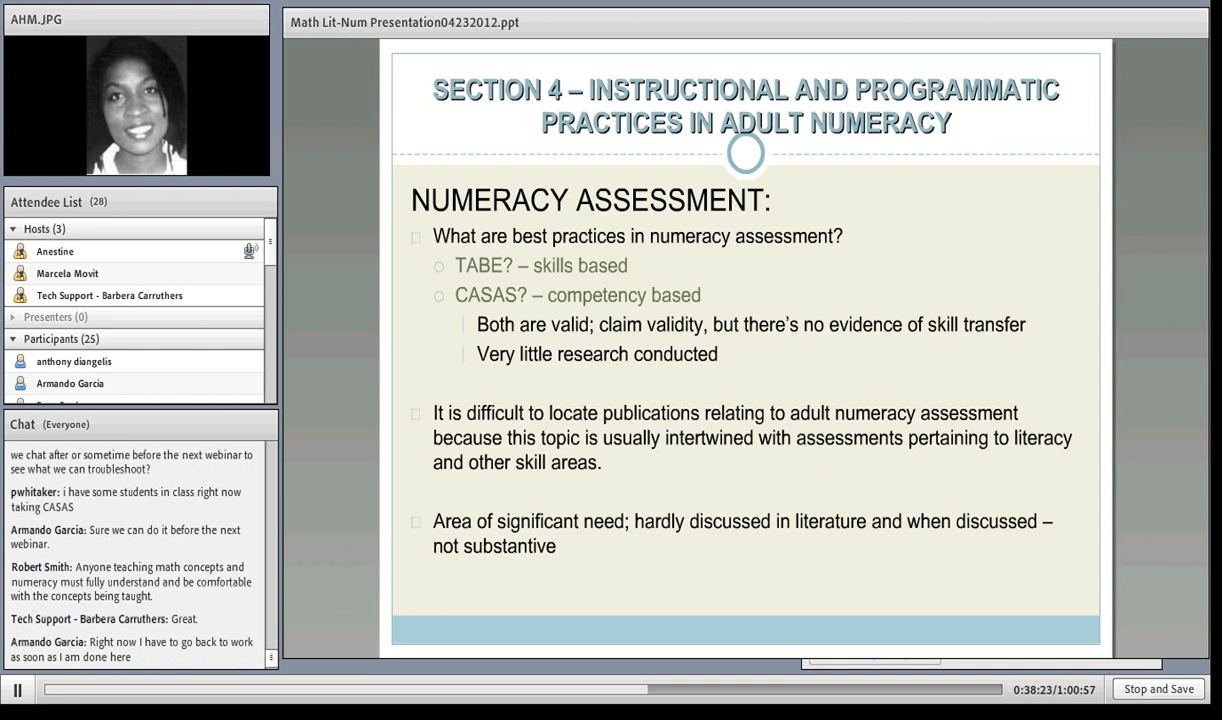 AHM.JPG
Attendee List (28)
Hosts (3)
Anestine
Marcela Movit
Tech Support - Barbera Carruthers
Presenters (0)
Participants (25)
anthony diangelis
Armando Garcia
Chat (Everyone)
we chat after or sometime before the next webinar to
see what we can troubleshoot?
pwhitaker: i have some students in class right now
taking CASAS
Armando Garcia: Sure we can do it before the next
webinar.
Robert Smith: Anyone teaching math concepts and
numeracy must fully understand and be comfortable
with the concepts being taught.
Tech Support - Barbera Carruthers: Great.
Armando Garcia: Right now I have to go back to work
as soon as I am done here
Math Lit-Num Presentation04232012.ppt
SECTION 4 – INSTRUCTIONAL AND PROGRAMMATIC
PRACTICES IN ADULT NUMERACY
NUMERACY ASSESSMENT:
What are best practices in numeracy assessment?
TABE? – skills based
CASAS? – competency based
Both are valid; claim validity, but there's no evidence of skill transfer
Very little research conducted
It is difficult to locate publications relating to adult numeracy assessment
because this topic is usually intertwined with assessments pertaining to literacy
and other skill areas.
Area of significant need; hardly discussed in literature and when discussed –
not substantive
0:38:23/1:00:57
Stop and Save